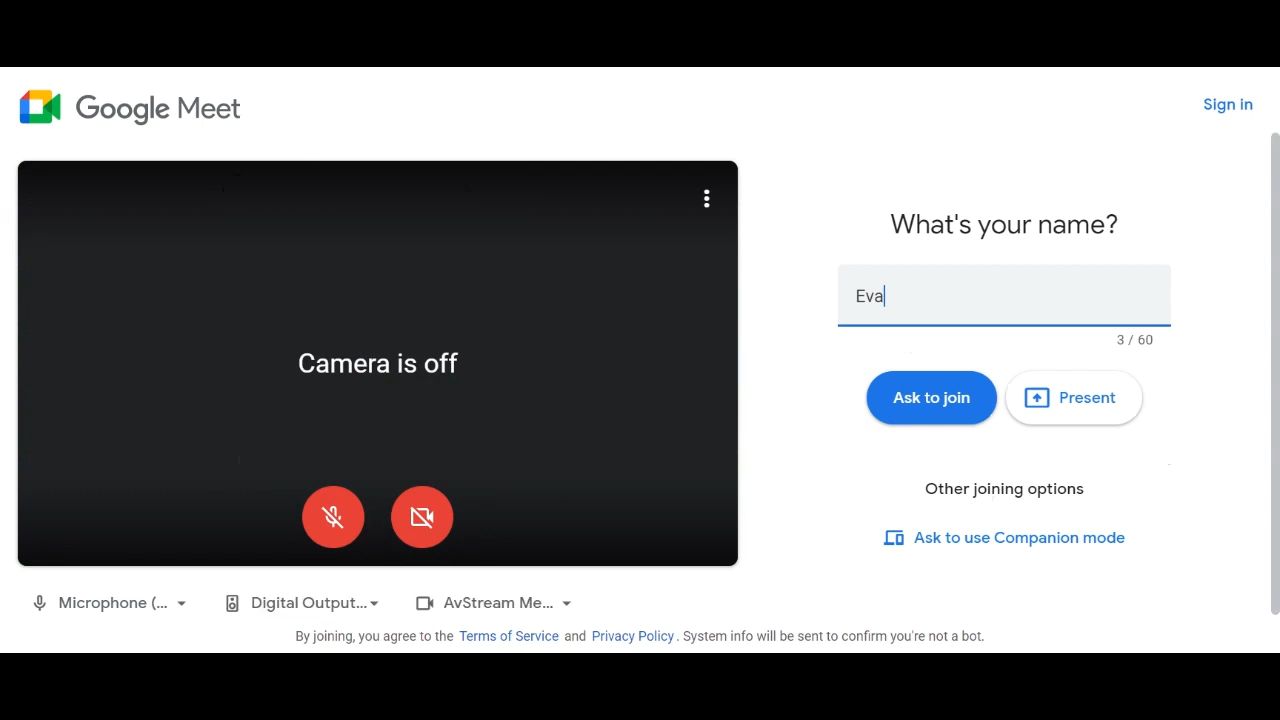 Google Meet
Sign in
What's your name?
Eva
3 / 60
Camera is off
Ask to join
Present
Other joining options
Ask to use Companion mode
Microphone (...
Digital Output...
AvStream Me...
By joining, you agree to the Terms of Service and Privacy Policy. System info will be sent to confirm you're not a bot.